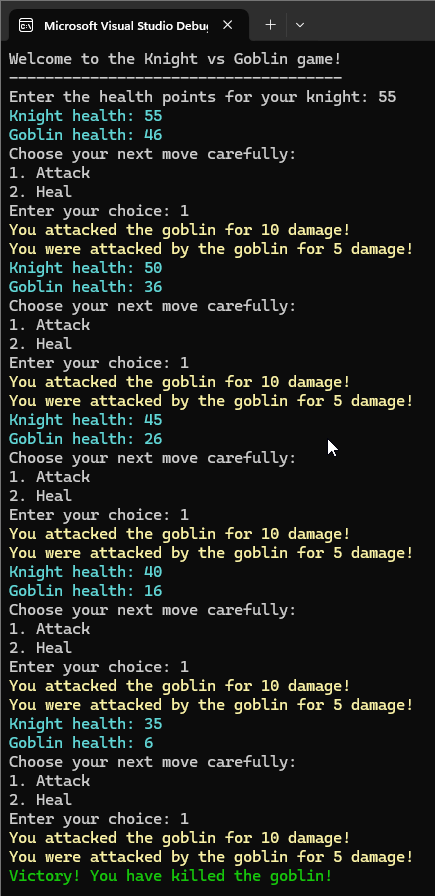 Microsoft Visual Studio Debug
Welcome to the Knight vs Goblin game!
-------------------------------------
Enter the health points for your knight: 55
Knight health: 55
Goblin health: 46
Choose your next move carefully:
1. Attack
2. Heal
Enter your choice: 1
You attacked the goblin for 10 damage!
You were attacked by the goblin for 5 damage!
Knight health: 50
Goblin health: 36
Choose your next move carefully:
1. Attack
2. Heal
Enter your choice: 1
You attacked the goblin for 10 damage!
You were attacked by the goblin for 5 damage!
Knight health: 45
Goblin health: 26
Choose your next move carefully:
1. Attack
2. Heal
Enter your choice: 1
You attacked the goblin for 10 damage!
You were attacked by the goblin for 5 damage!
Knight health: 40
Goblin health: 16
Choose your next move carefully:
1. Attack
2. Heal
Enter your choice: 1
You attacked the goblin for 10 damage!
You were attacked by the goblin for 5 damage!
Knight health: 35
Goblin health: 6
Choose your next move carefully:
1. Attack
2. Heal
Enter your choice: 1
You attacked the goblin for 10 damage!
You were attacked by the goblin for 5 damage!
Victory! You have killed the goblin!